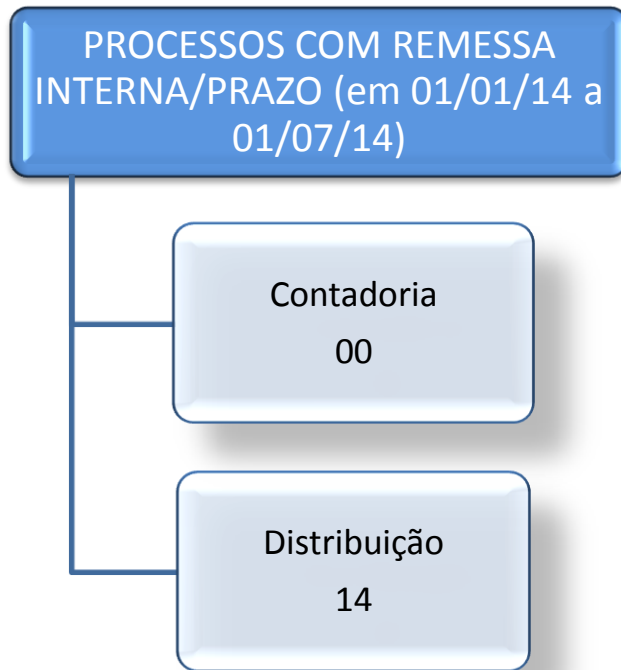 PROCESSOS COM REMESSA
INTERNA/PRAZO (em 01/01/14 a
01/07/14)
Contadoria
00
Distribuição
14